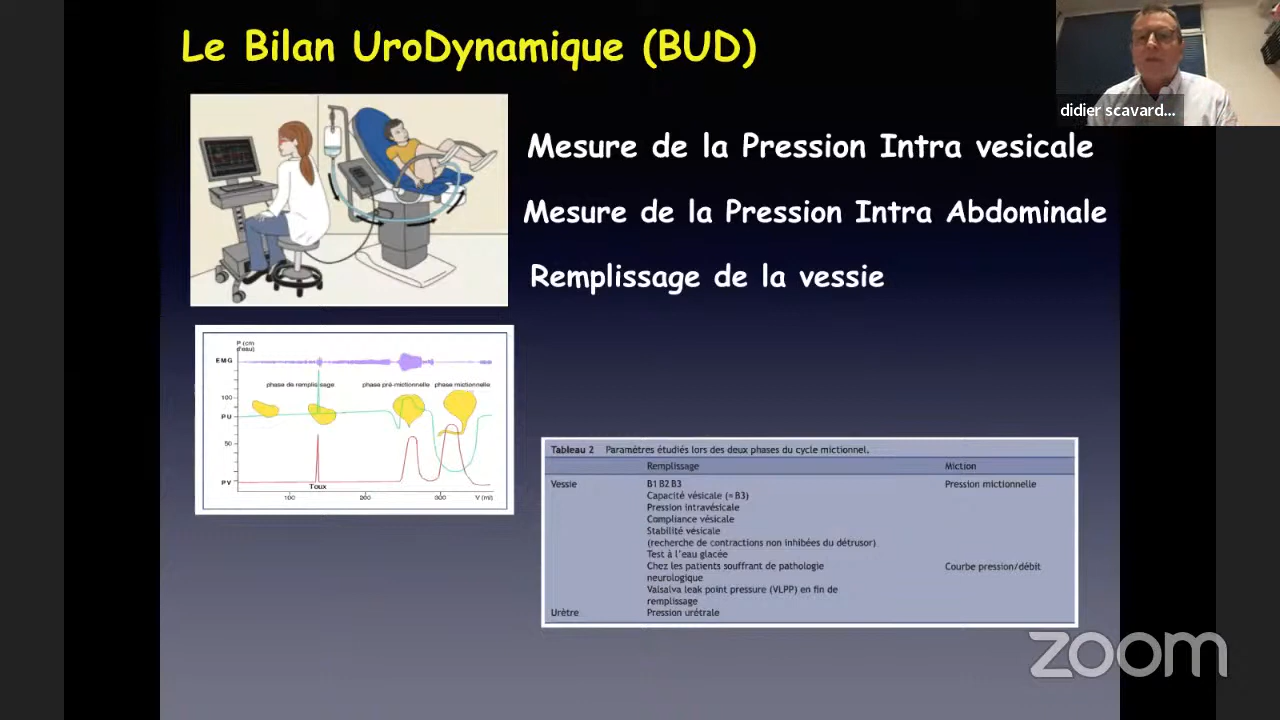 Le Bilan UroDynamique (BUD)
didier scavard...
Mesure de la Pression Intra vesicale
Mesure de la Pression Intra Abdominale
Remplissage de la vessie
P (cm
d'eau)
EMG
phase de remplissage
phase pré-mictionnelle
phase mictionnelle
100
PU
50
PV
Toux
100
200
300
V (ml)
Tableau 2 Paramètres étudiés lors des deux phases du cycle mictionnel.
Remplissage Miction
Vessie B1 B2 B3 Pression mictionnelle
Capacité vésicale (=B3)
Pression intravésicale
Compliance vésicale
Stabilité vésicale
(recherche de contractions non inhibées du détrusor)
Test à l'eau glacée
Chez les patients souffrant de pathologie Courbe pression/débit
neurologique
Valsalva leak point pressure (VLPP) en fin de
remplissage
Urètre Pression urétrale
zoom